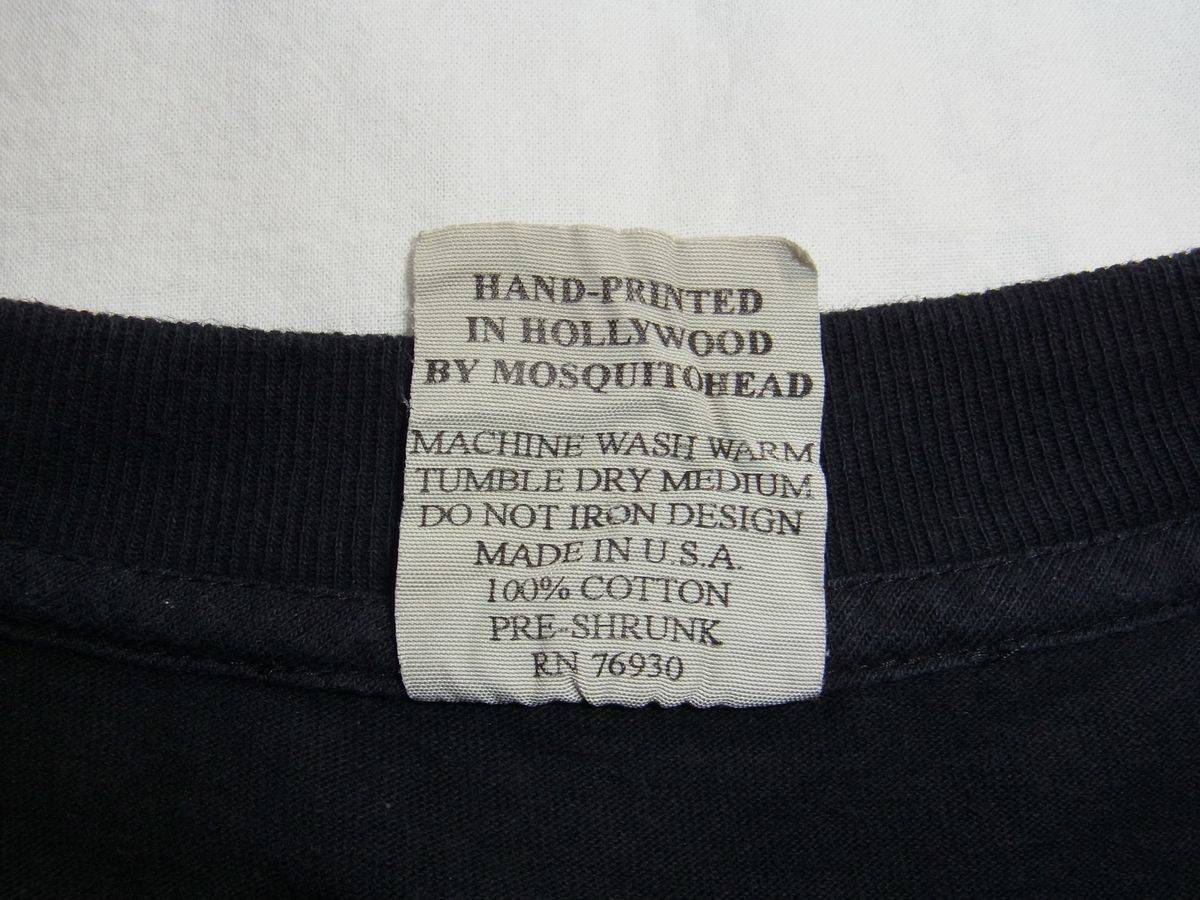 HAND-PRINTED
IN HOLLYWOOD
BY MOSQUITOHEAD
MACHINE WASH WARM
TUMBLE DRY MEDIUM
DO NOT IRON DESIGN
MADE IN U.S.A.
100% COTTON
PRE-SHRUNK
RN 76930